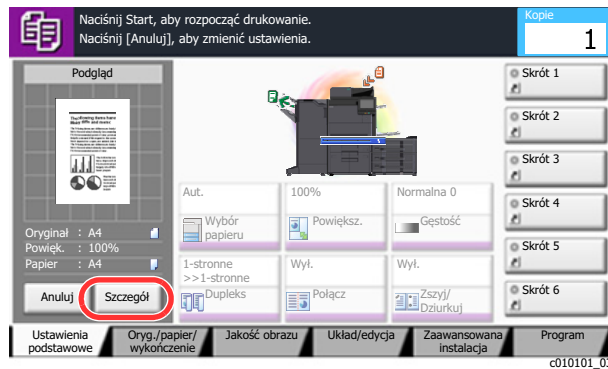 Naciśnij Start, aby rozpocząć drukowanie.
Naciśnij [Anuluj], aby zmienić ustawienia.
Kopie
1
Podgląd
Oryginał : A4
Powięk. : 100%
Papier : A4
Anuluj
Szczegół
Aut.
Wybór
papieru
100%
Powiększ.
Normalna 0
Gęstość
1-stronne
>>1-stronne
Dupleks
Wył.
Połącz
Wył.
Zszyj/
Dziurkuj
Skrót 1
Skrót 2
Skrót 3
Skrót 4
Skrót 5
Skrót 6
Ustawienia
podstawowe
Oryg./papier/
wykończenie
Jakość obrazu
Układ/edycja
Zaawansowana
instalacja
Program